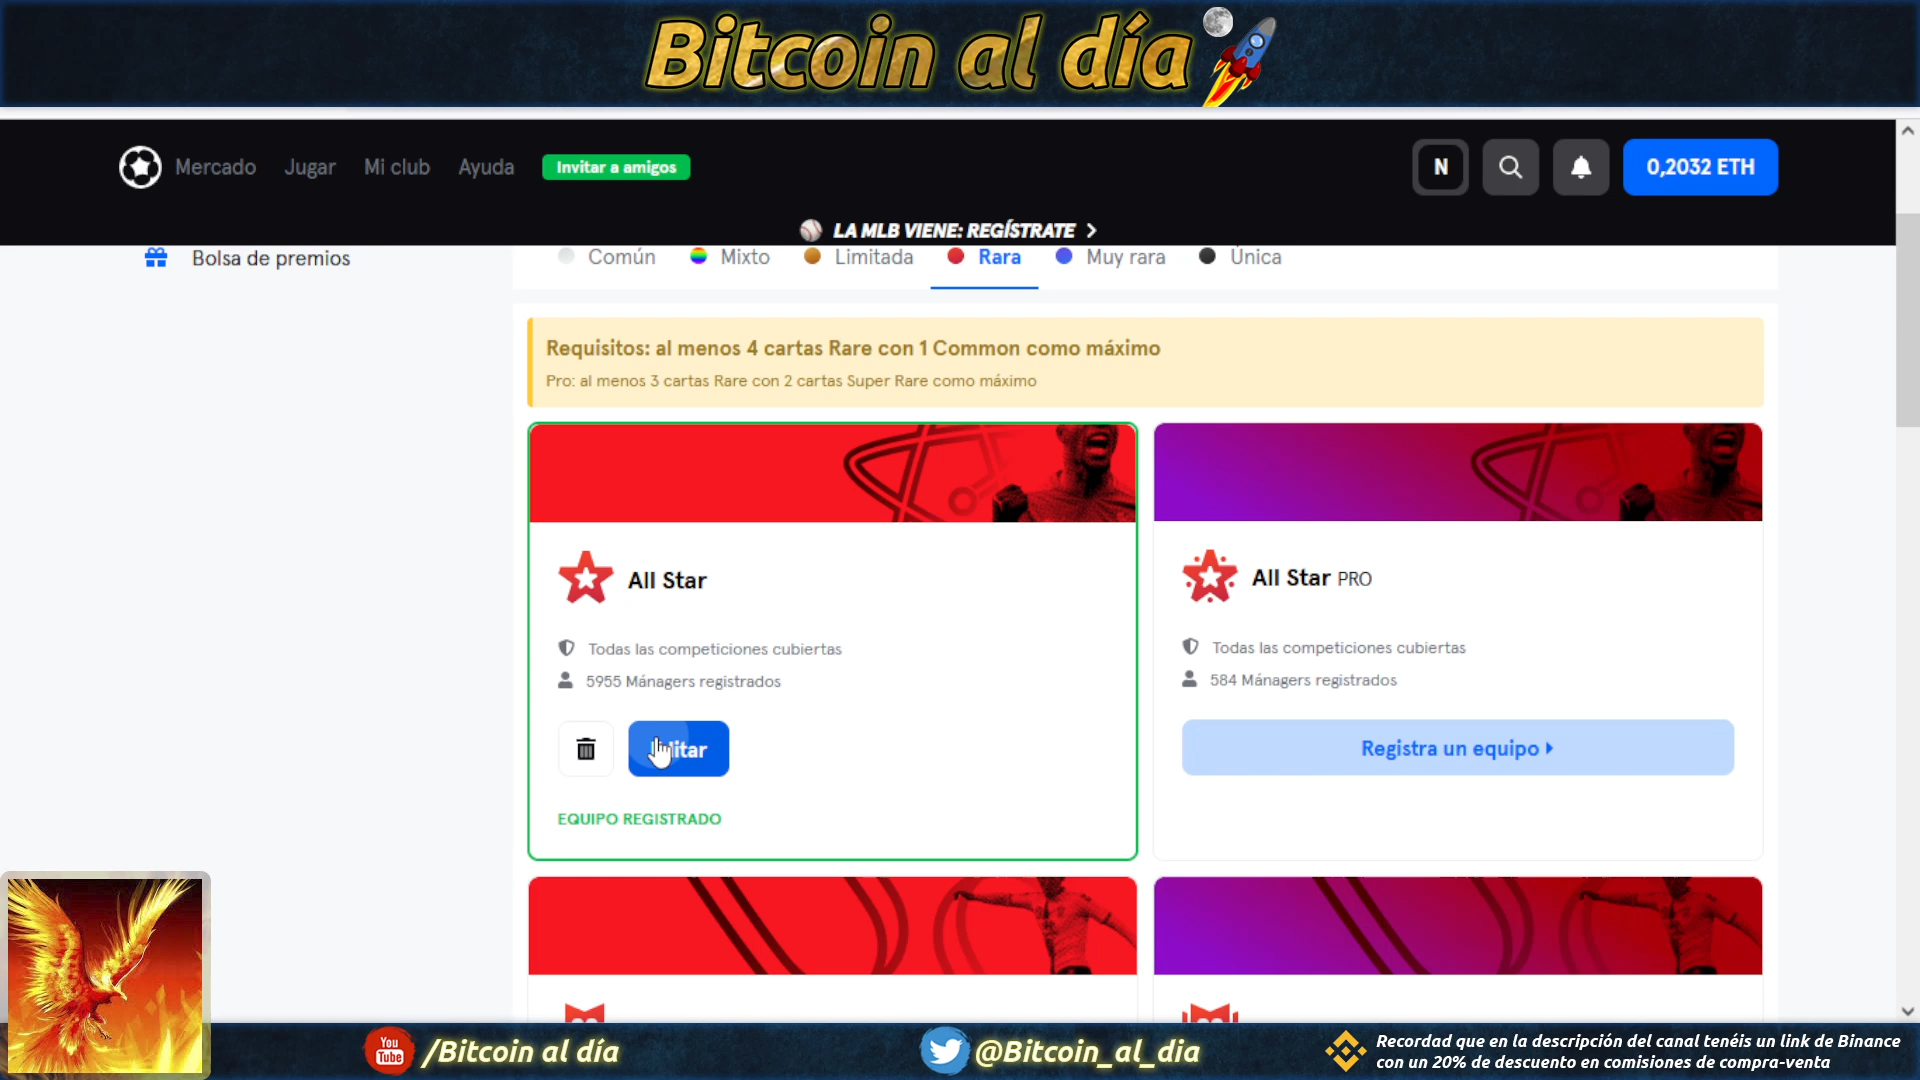 Bitcoin al día
Mercado Jugar Mi club Ayuda Invitar a amigos N 0,2032 ETH
LA MLB VIENE: REGÍSTRATE
Bolsa de premios Común Mixto Limitada Rara Muy rara Única
Requisitos: al menos 4 cartas Rare con 1 Common como máximo
Pro: al menos 3 cartas Rare con 2 cartas Super Rare como máximo
All Star
Todas las competiciones cubiertas
5955 Mánagers registrados
EQUIPO REGISTRADO
All Star PRO
Todas las competiciones cubiertas
584 Mánagers registrados
Registra un equipo
You
Tube
/Bitcoin al día
@Bitcoin_al_dia
Recordad que en la descripción del canal tenéis un link de Binance
con un 20% de descuento en comisiones de compra-venta